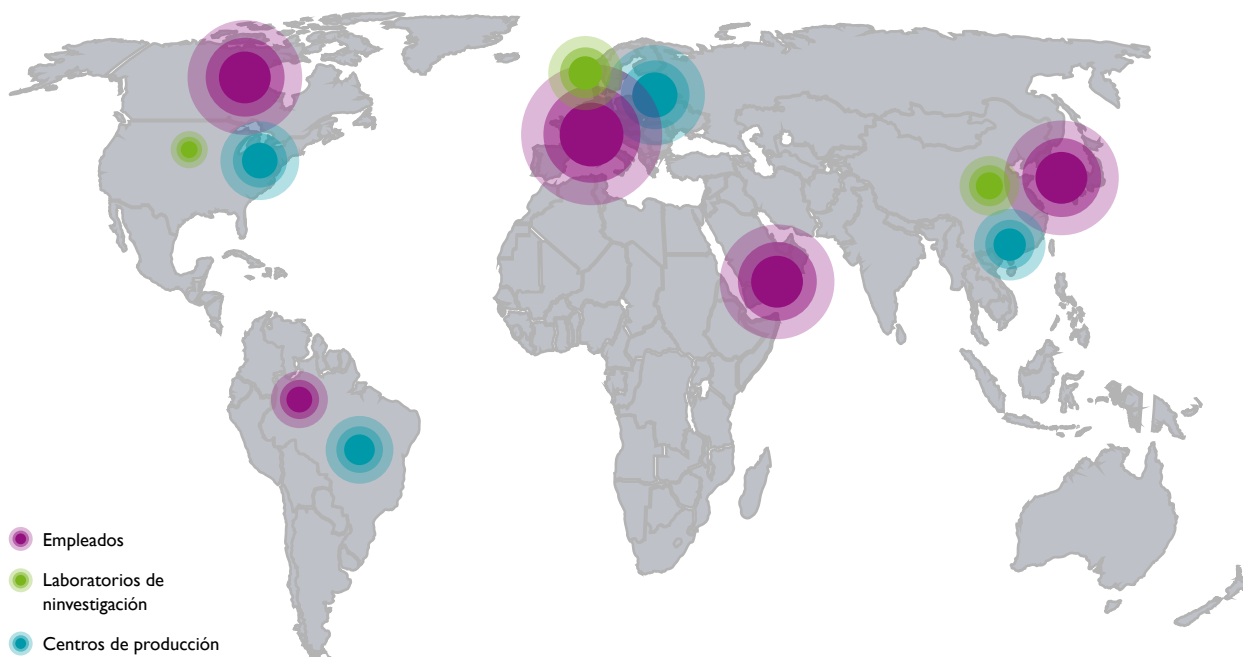 Empleados
Laboratorios de
ninvestigación
Centros de producción